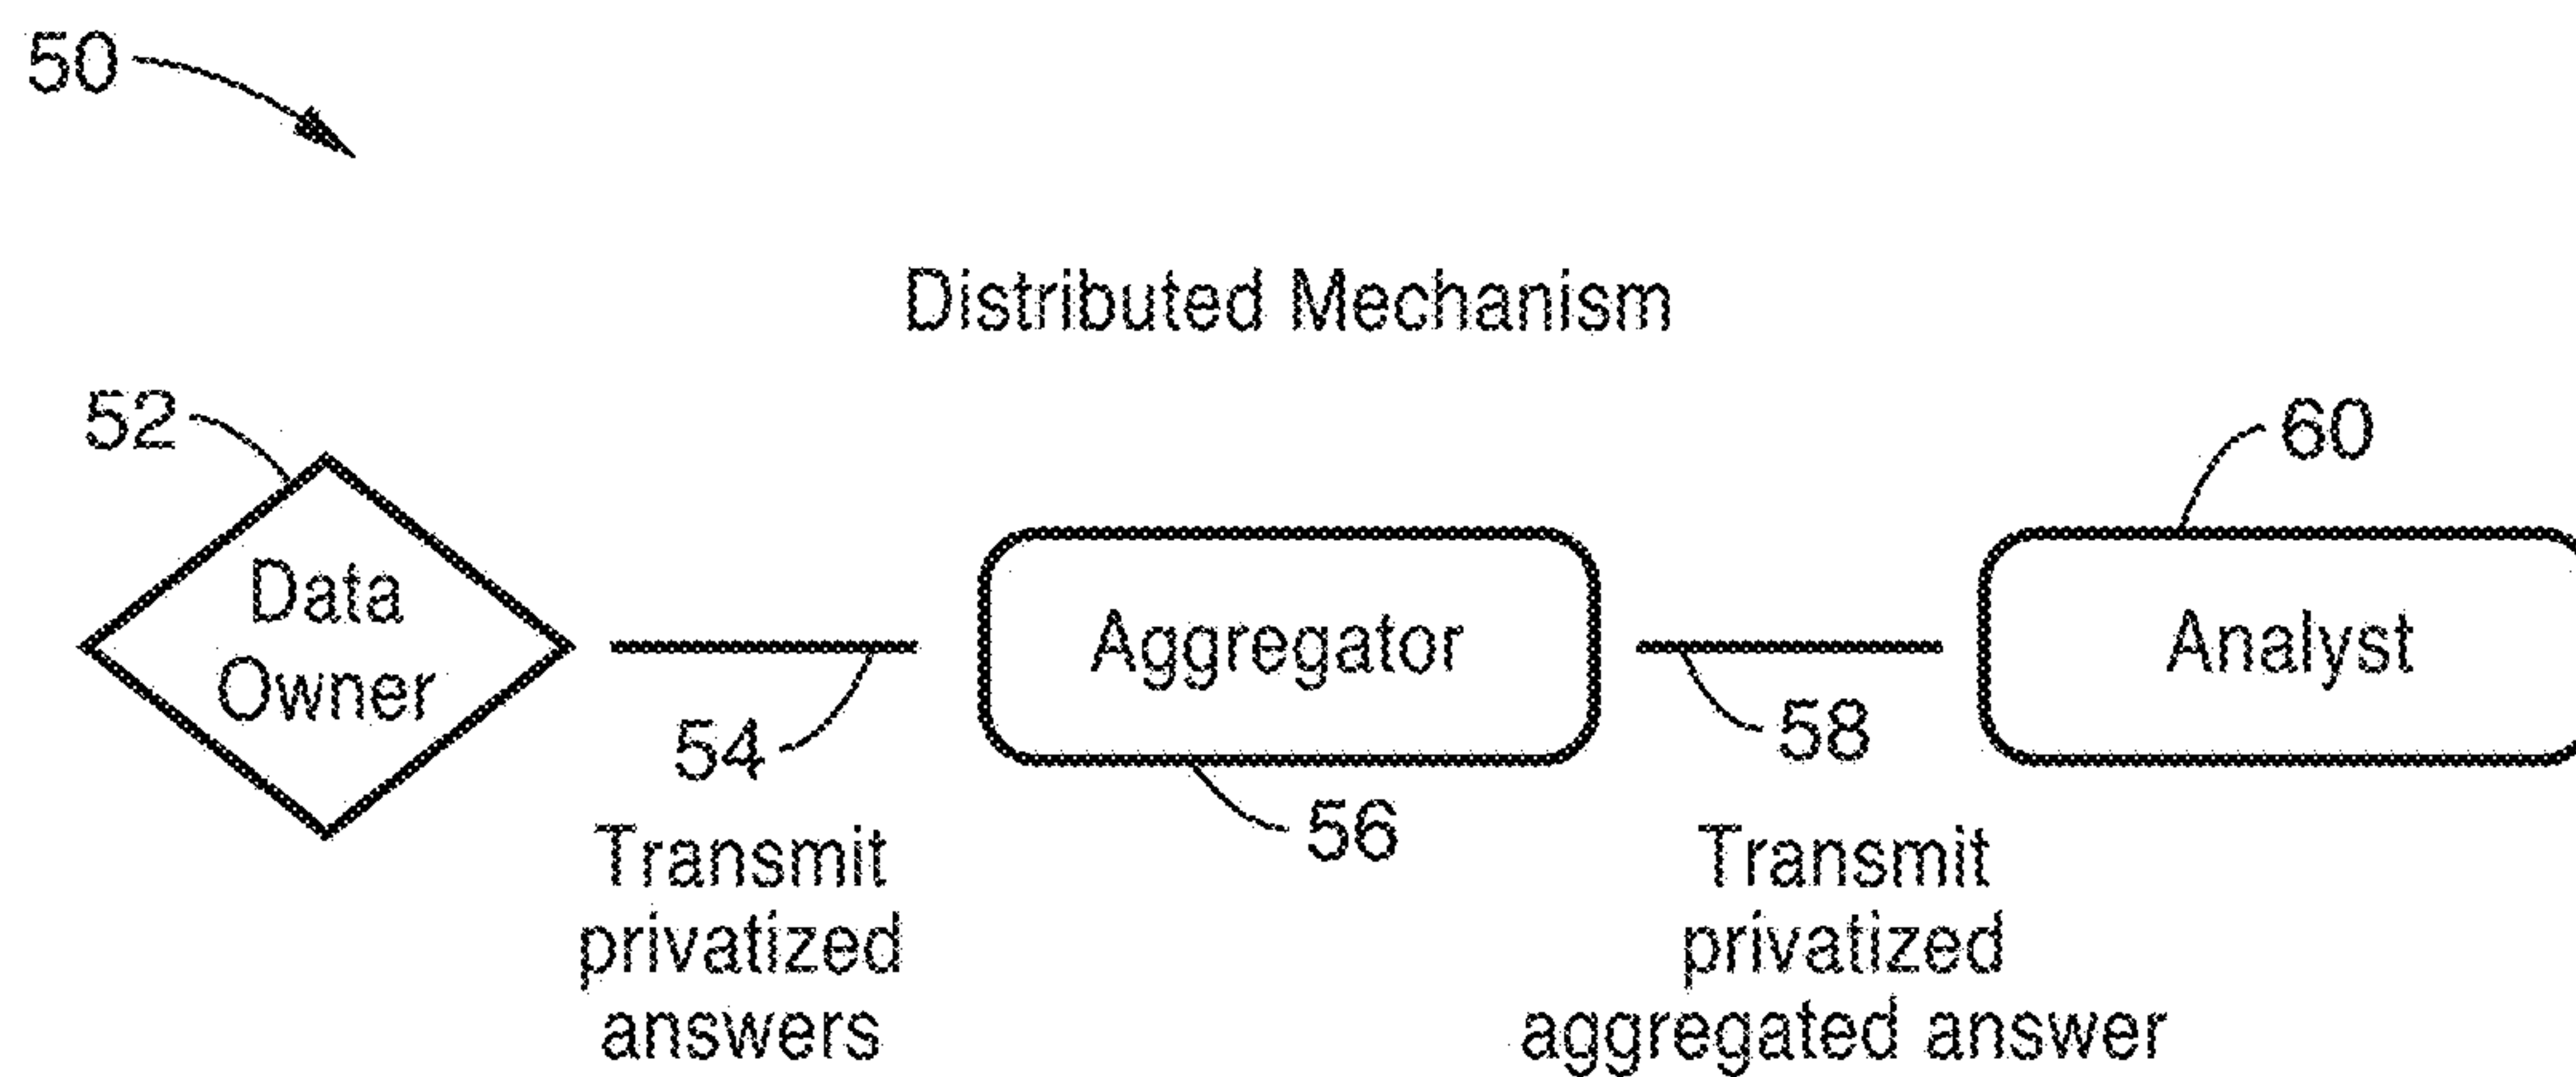 50
Distributed Mechanism
52
60
Data
Owner
Aggregator
Analyst
54
58
56
Transmit
privatized
answers
Transmit
privatized
aggregated answer